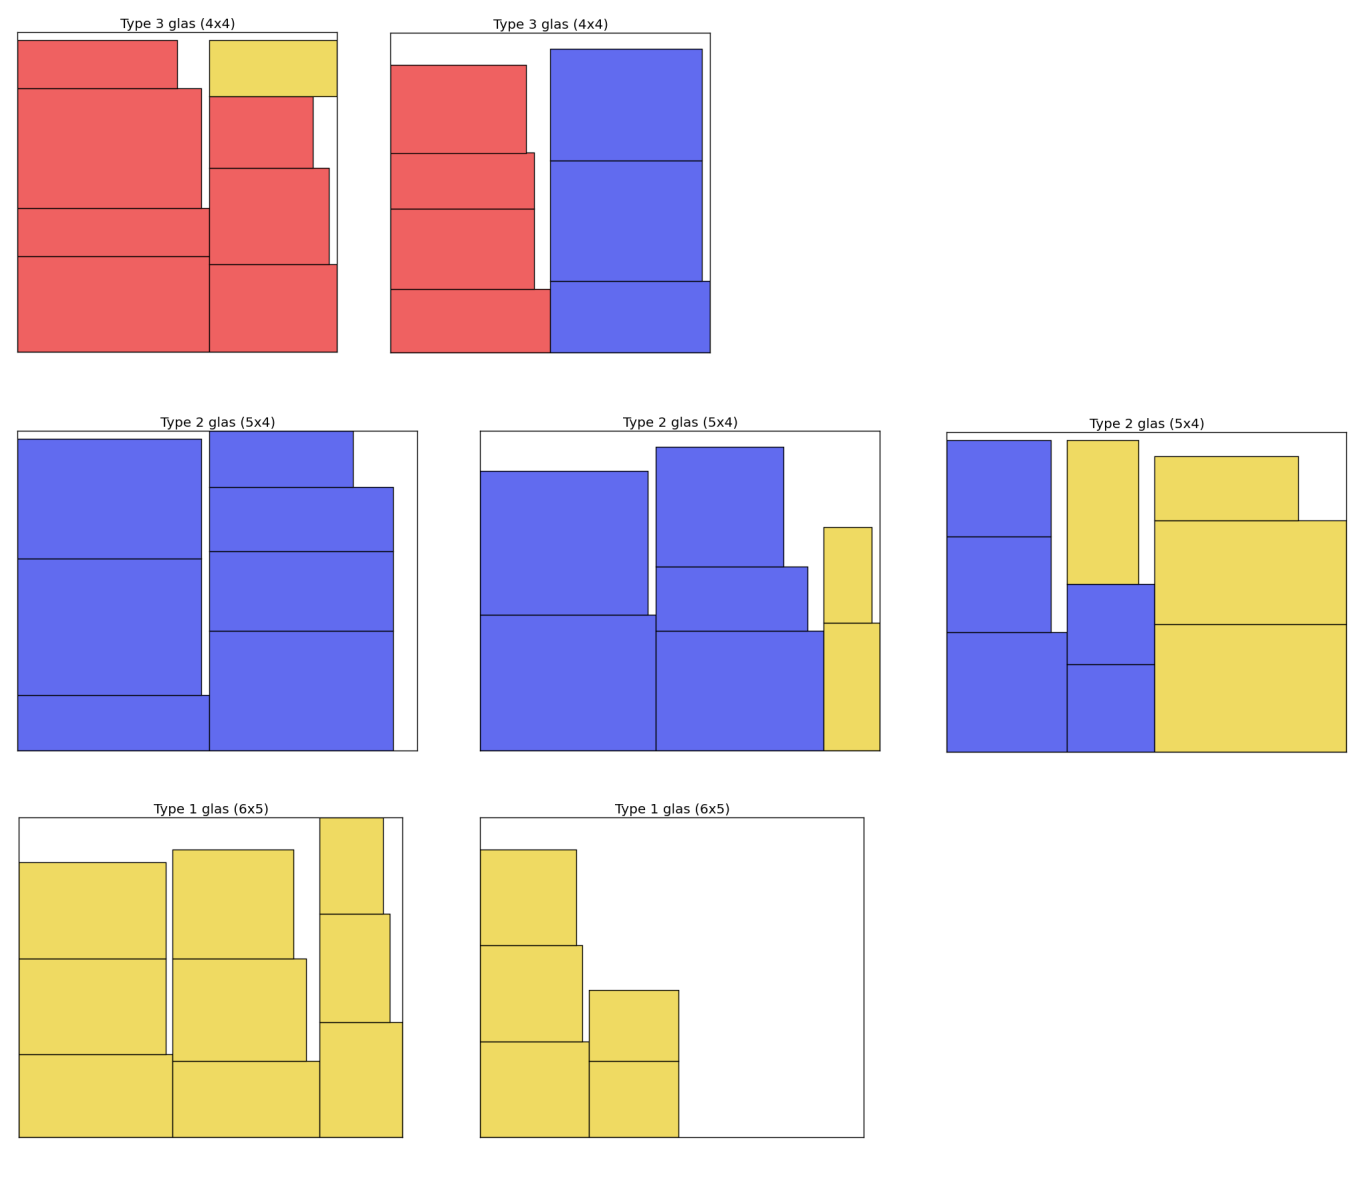 Type 3 glas (4x4)
Type 3 glas (4x4)
Type 2 glas (5x4)
Type 2 glas (5x4)
Type 2 glas (5x4)
Type 1 glas (6x5)
Type 1 glas (6x5)